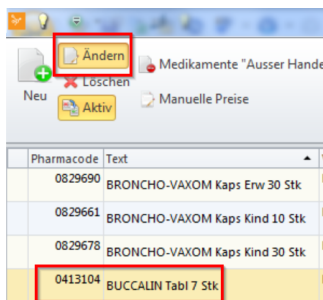 Ändern
Medikamente "Ausser Hande
Löschen
Neu
Aktiv
Manuelle Preise
Pharmacode Text
0829690 BRONCHO-VAXOM Kaps Erw 30 Stk
0829661 BRONCHO-VAXOM Kaps Kind 10 Stk
0829678 BRONCHO-VAXOM Kaps Kind 30 Stk
0413104 BUCCALIN Tabl 7 Stk